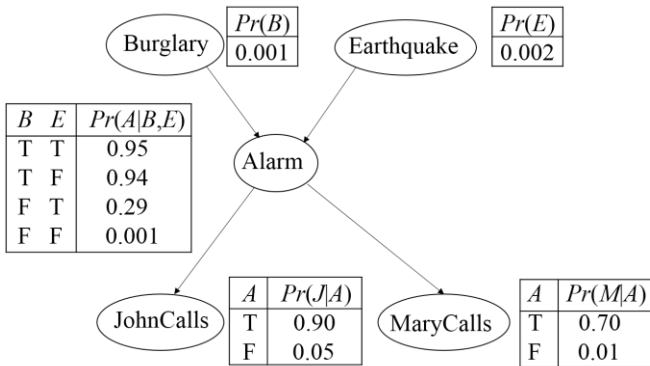 Burglary
Pr(B)
0.001
Earthquake
Pr(E)
0.002
B E Pr(A|B,E)
T T 0.95
T F 0.94
F T 0.29
F F 0.001
Alarm
JohnCalls
A Pr(J|A)
T 0.90
F 0.05
MaryCalls
A Pr(M|A)
T 0.70
F 0.01